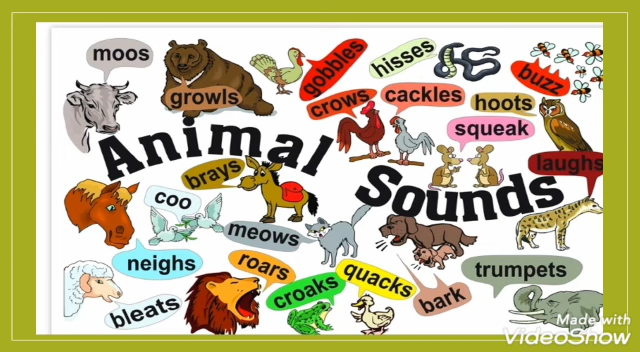 moos
growls
gobbles
hisses
buzz
crows
cackles
hoots
squeak
laughs
Animal
Sounds
brays
coo
meows
neighs
roars
croaks
quacks
bark
trumpets
bleats
Made with
VideoShow